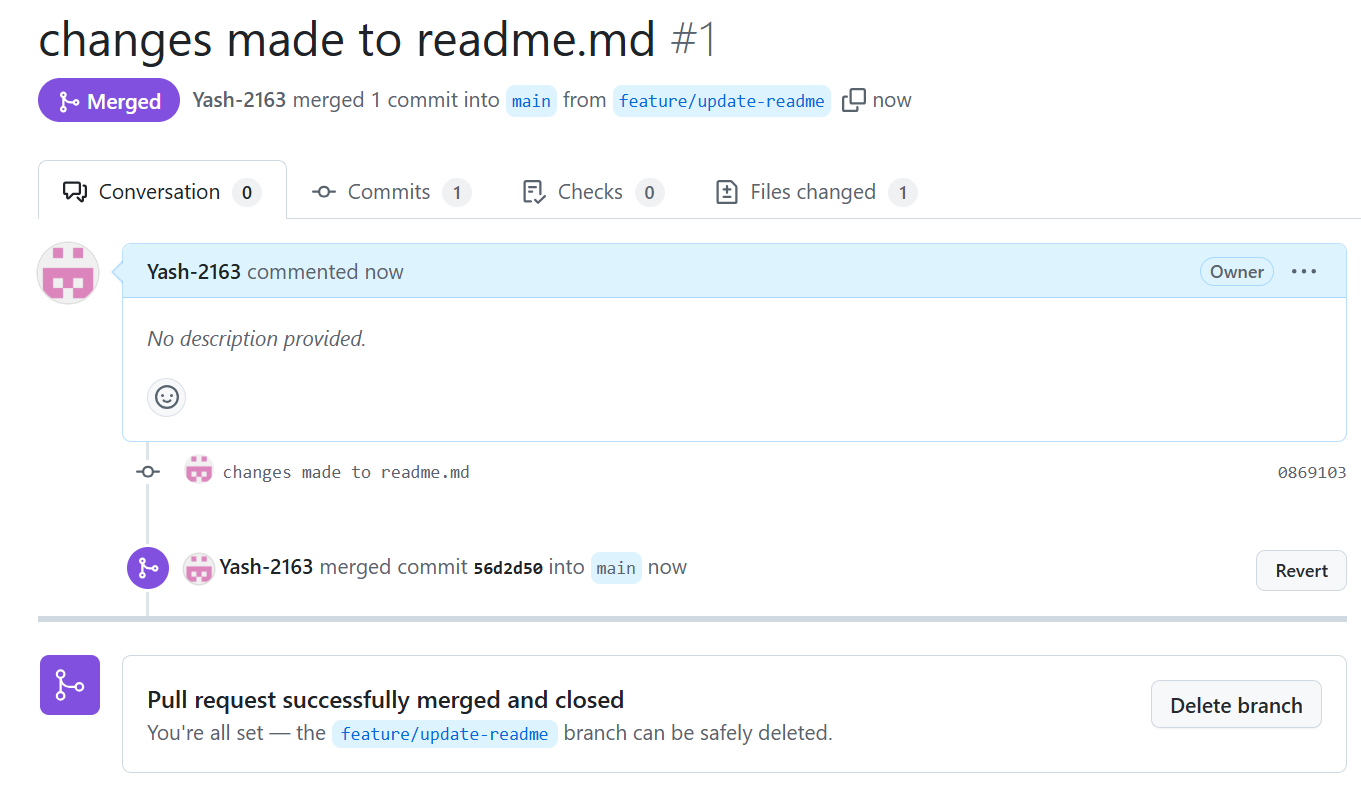 changes made to readme.md #1
Merged Yash-2163 merged 1 commit into main from feature/update-readme now
Conversation 0 Commits 1 Checks 0 Files changed 1
Yash-2163 commented now Owner
No description provided.
changes made to readme.md 0869103
Yash-2163 merged commit 56d2d50 into main now Revert
Pull request successfully merged and closed
Delete branch
You're all set — the feature/update-readme branch can be safely deleted.